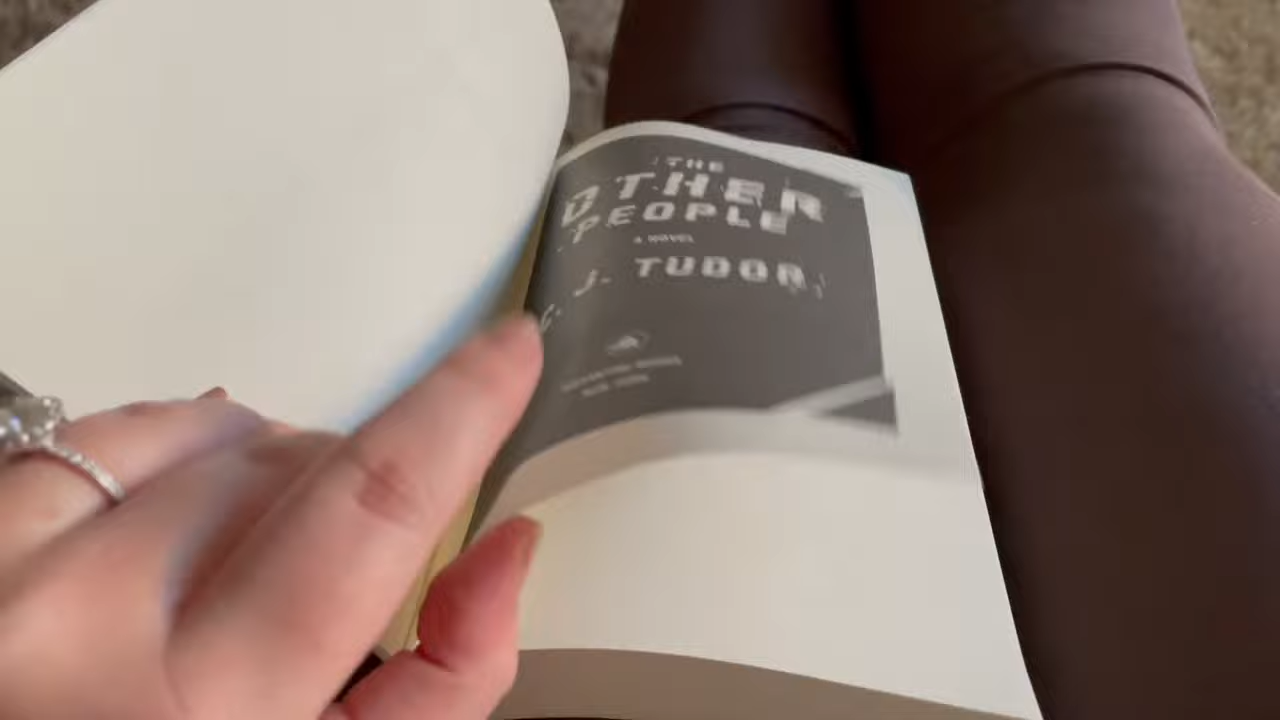 THE
OTHER
PEOPLE
A NOVEL
C. J. TUDOR